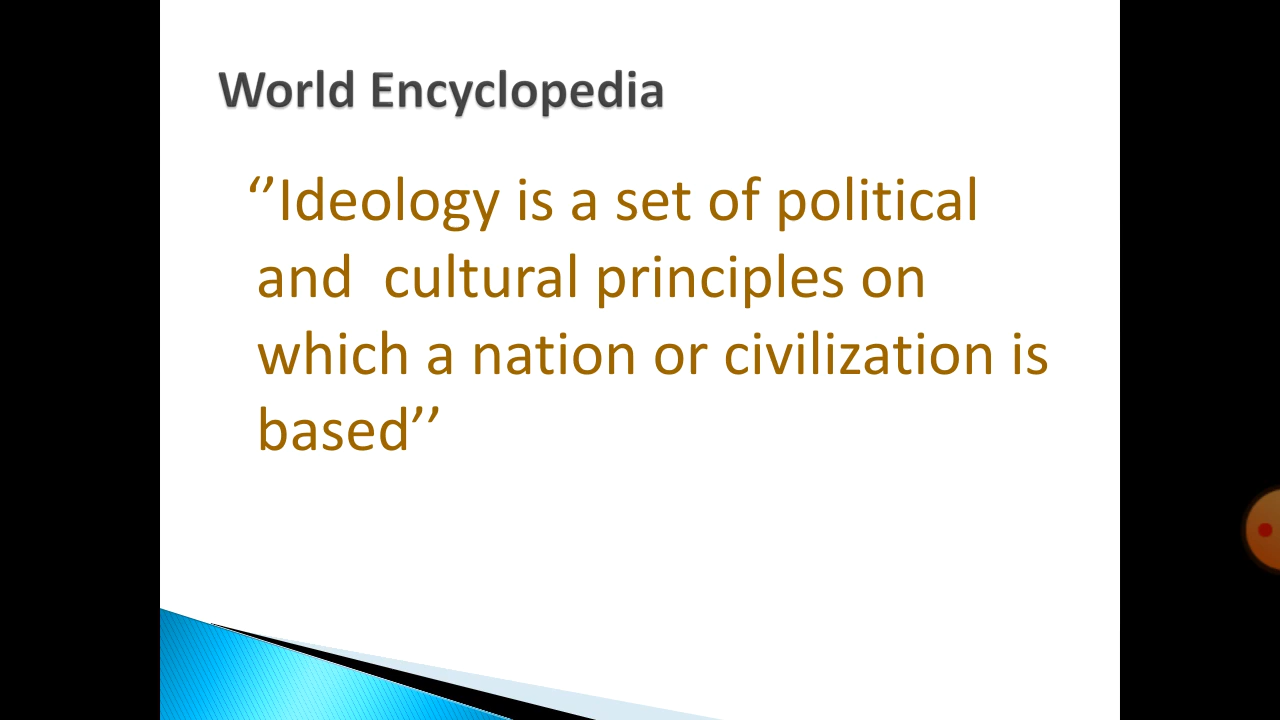 World Encyclopedia
‘’Ideology is a set of political
and  cultural principles on
which a nation or civilization is
based’’